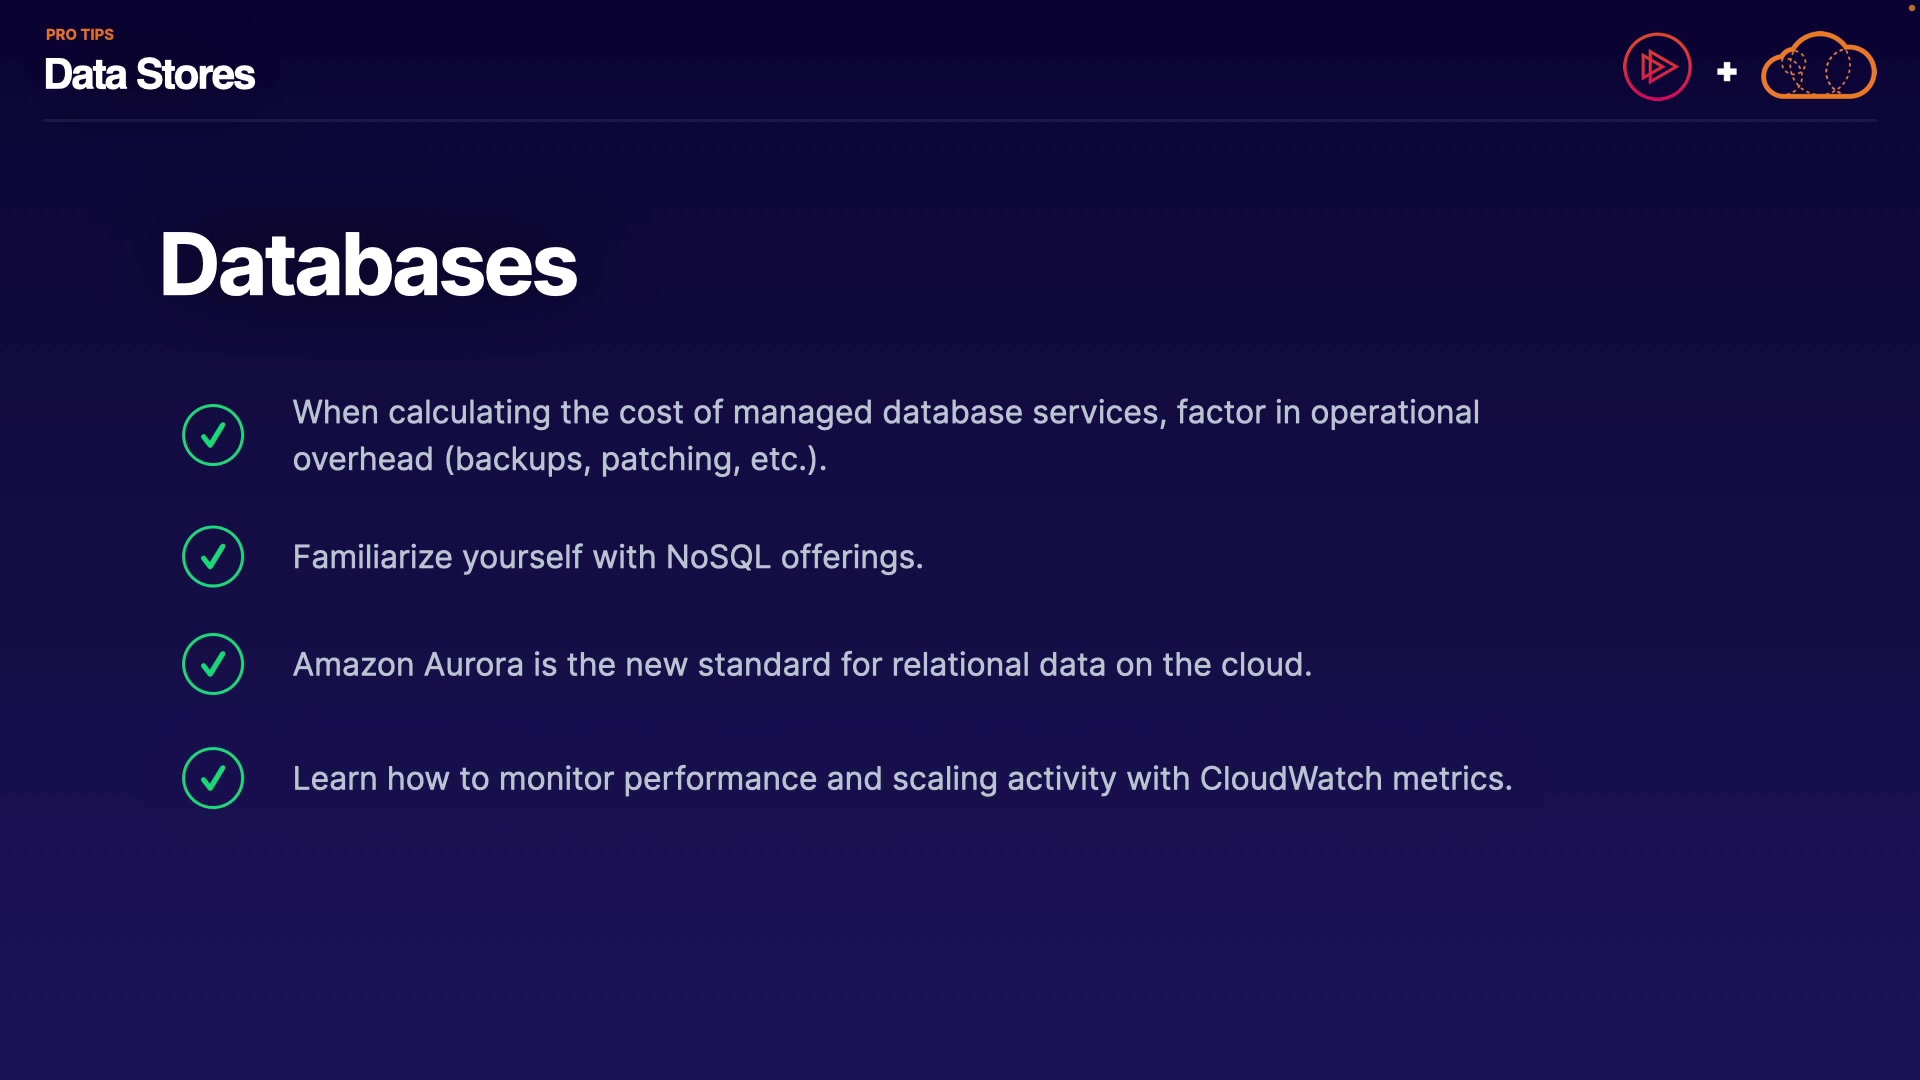 PRO TIPS
Data Stores
Databases
When calculating the cost of managed database services, factor in operational
overhead (backups, patching, etc.).
Familiarize yourself with NoSQL offerings.
Amazon Aurora is the new standard for relational data on the cloud.
Learn how to monitor performance and scaling activity with CloudWatch metrics.